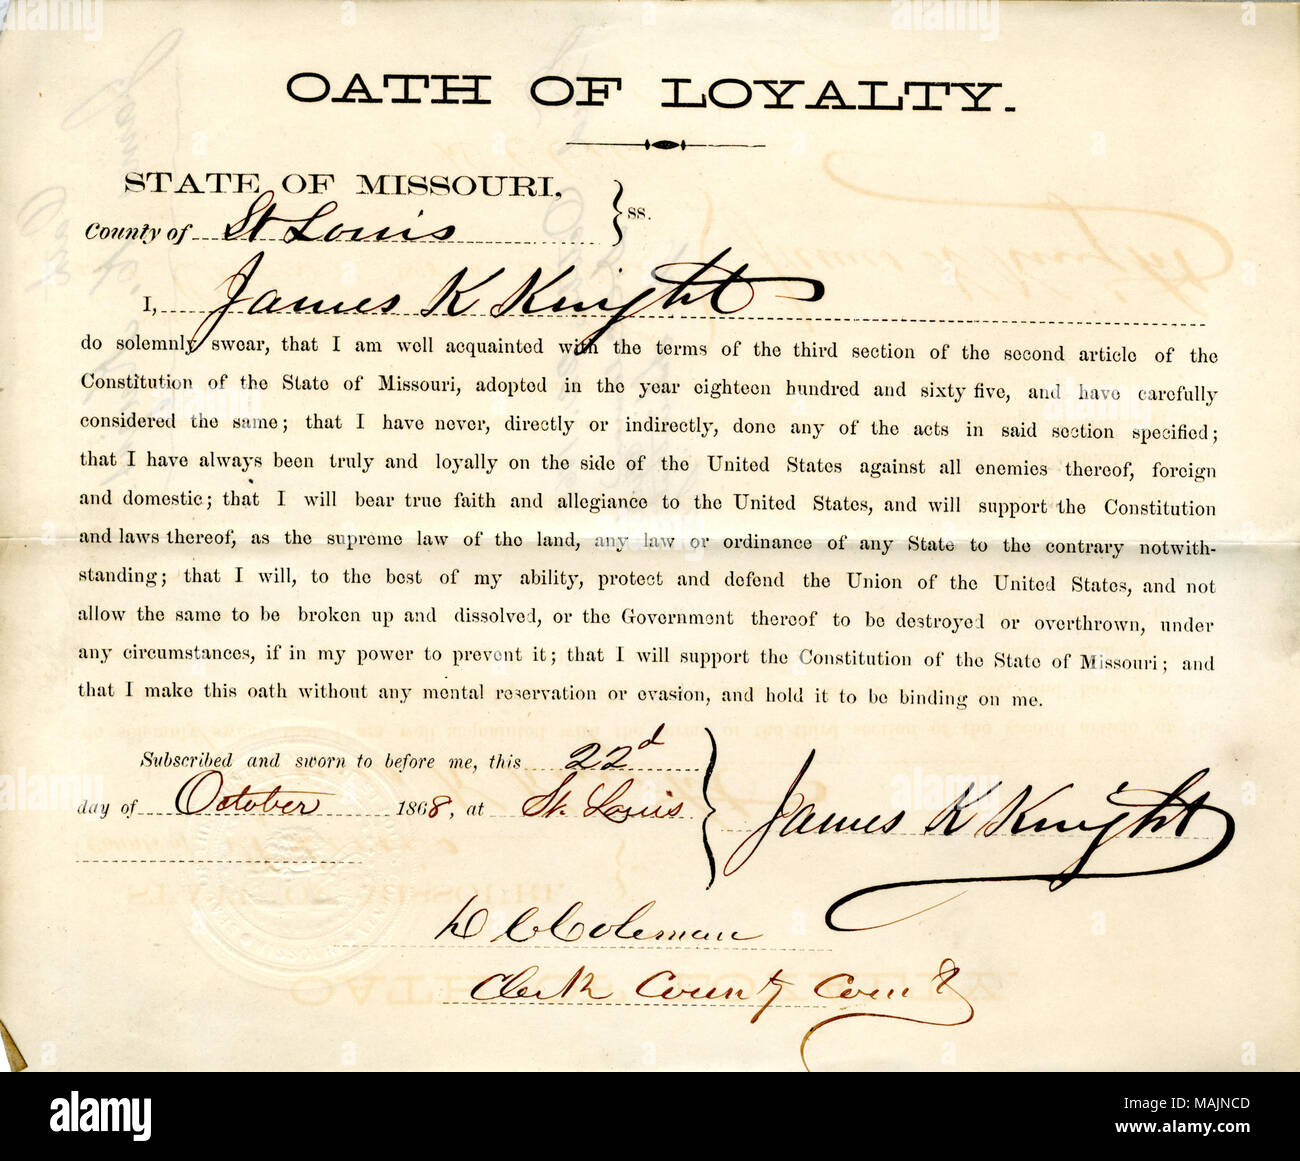 OATH OF LOYALTY.
STATE OF MISSOURI,
County of St Louis } ss.
I, James K Knight
do solemnly swear, that I am well acquainted with the terms of the third section of the second article of the
Constitution of the State of Missouri, adopted in the year eighteen hundred and sixty five, and have carefully
considered the same; that I have never, directly or indirectly, done any of the acts in said section specified;
that I have always been truly and loyally on the side of the United States against all enemies thereof, foreign
and domestic; that I will bear true faith and allegiance to the United States, and will support the Constitution
and laws thereof, as the supreme law of the land, any law or ordinance of any State to the contrary notwith-
standing; that I will, to the best of my ability, protect and defend the Union of the United States, and not
allow the same to be broken up and dissolved, or the Government thereof to be destroyed or overthrown, under
any circumstances, if in my power to prevent it; that I will support the Constitution of the State of Missouri; and
that I make this oath without any mental reservation or evasion, and hold it to be binding on me.
Subscribed and sworn to before me, this 22d
day of October 1868, at St. Louis
James K Knight
Coleman
Clerk County Court
alamy
Image ID: MAJNCD
www.alamy.com